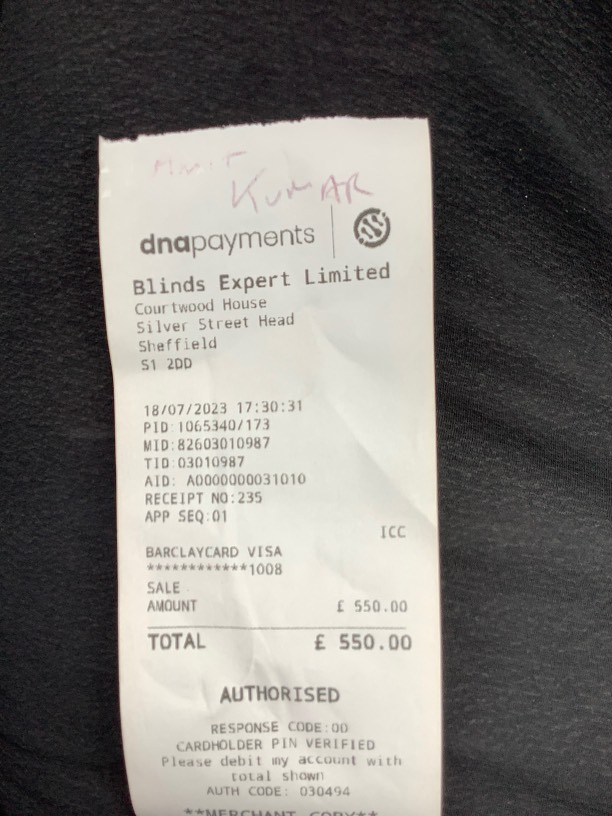 KUMAR
dnapayments
Blinds Expert Limited
Courtwood House
Silver Street Head
Sheffield
S1 2DD
18/07/2023 17:30:31
PID:1065340/173
MID:82603010987
TID:03010987
AID: A0000000031010
RECEIPT NO:235
APP SEQ:01
ICC
BARCLAYCARD VISA
************1008
SALE
AMOUNT £ 550.00
TOTAL £ 550.00
AUTHORISED
RESPONSE CODE:00
CARDHOLDER PIN VERIFIED
Please debit my account with
total shown
AUTH CODE: 030494
**MERCHANT COPY**